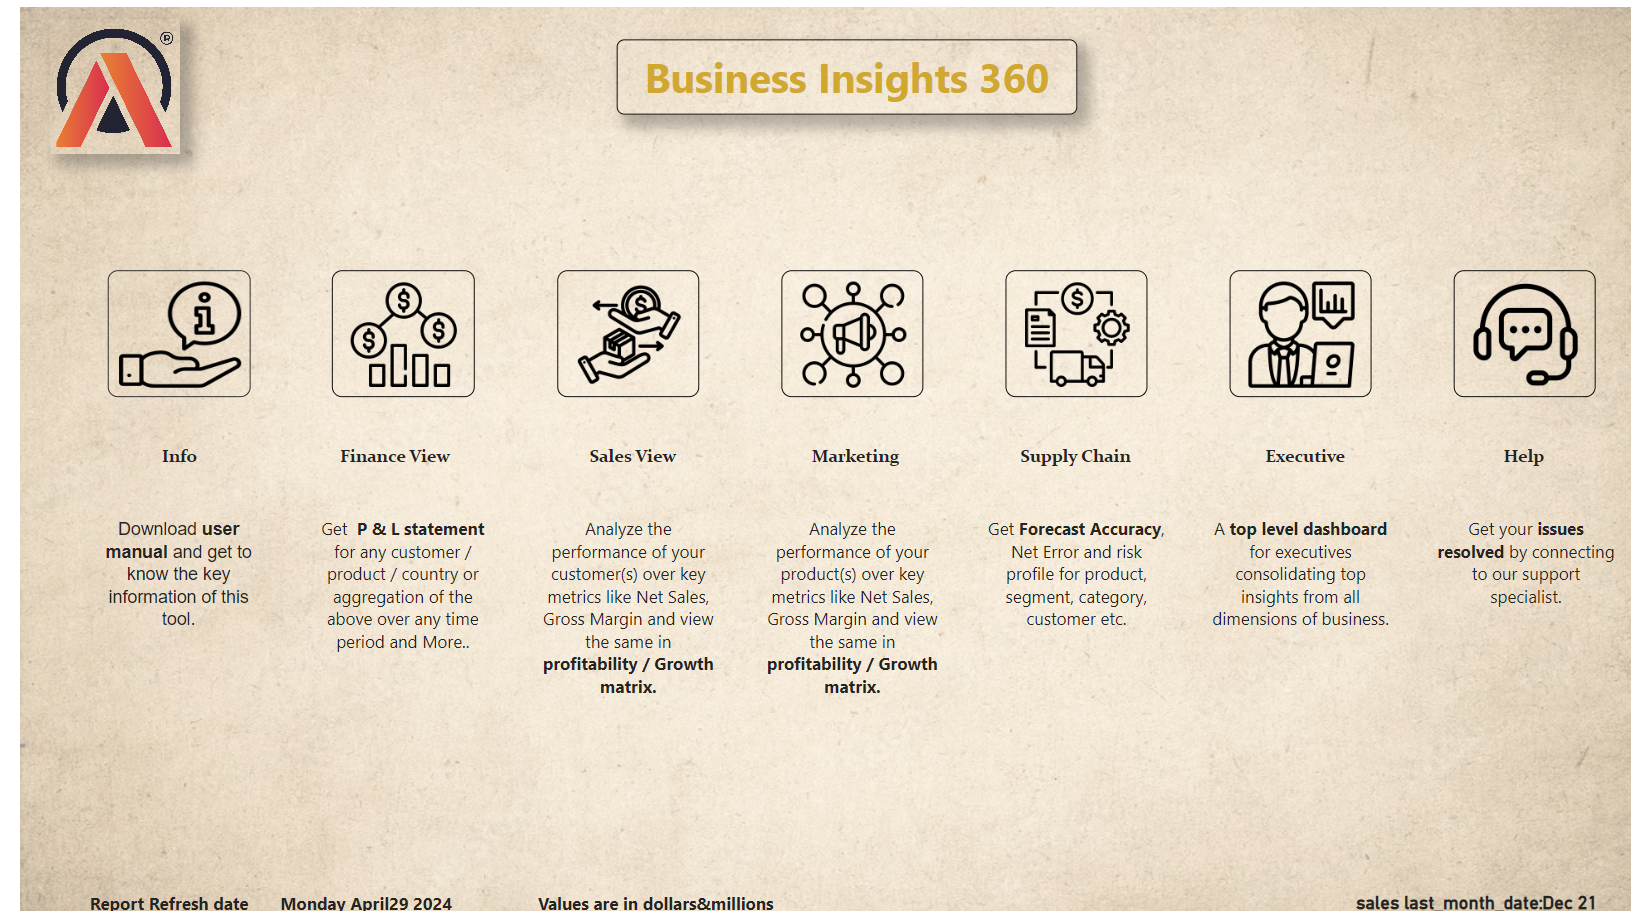 ®
Business Insights 360
Info
Finance View
Sales View
Marketing
Supply Chain
Executive
Help
Download user
manual and get to
know the key
information of this
tool.
Get P & L statement
for any customer /
product / country or
aggregation of the
above over any time
period and More..
Analyze the
performance of your
customer(s) over key
metrics like Net Sales,
Gross Margin and view
the same in
profitability / Growth
matrix.
Analyze the
performance of your
product(s) over key
metrics like Net Sales,
Gross Margin and view
the same in
profitability / Growth
matrix.
Get Forecast Accuracy,
Net Error and risk
profile for product,
segment, category,
customer etc.
A top level dashboard
for executives
consolidating top
insights from all
dimensions of business.
Get your issues
resolved by connecting
to our support
specialist.
Report Refresh date Monday April29 2024 Values are in dollars&millions sales last_month_date:Dec 21